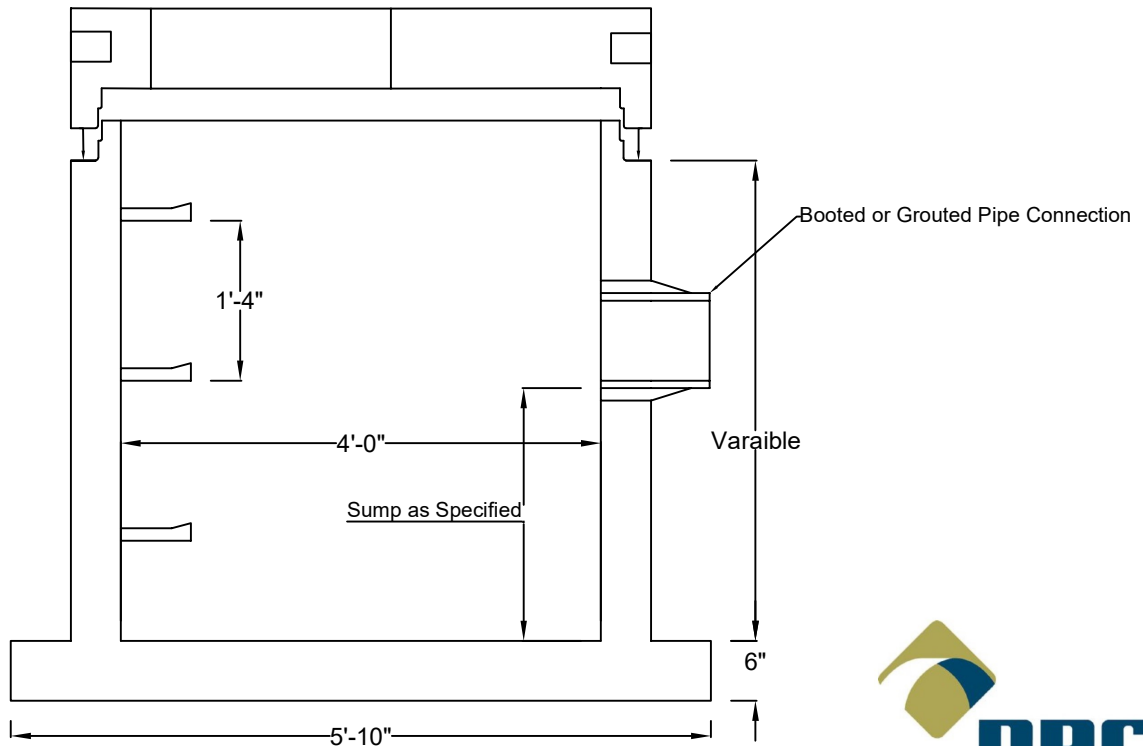 Booted or Grouted Pipe Connection
1'-4"
4'-0"
Varaible
Sump as Specified
6"
5'-10"